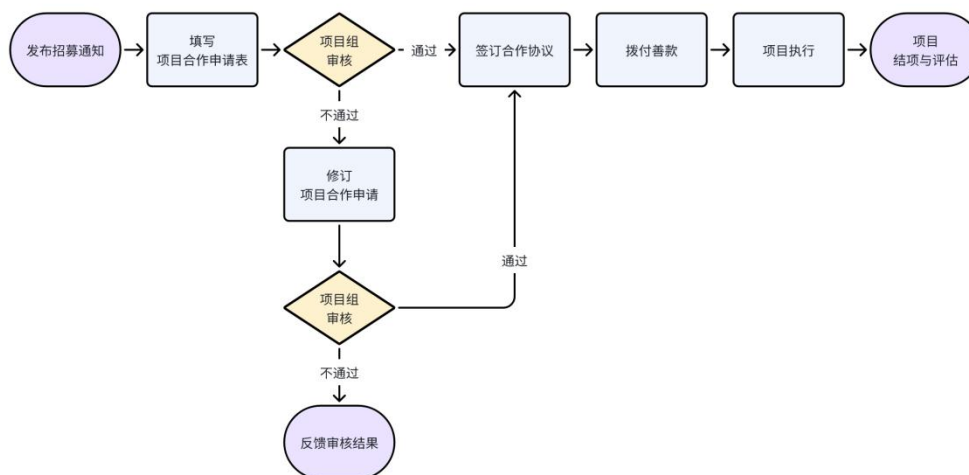 发布招募通知
填写
项目合作申请表
项目组
审核
通过
签订合作协议
拨付善款
项目执行
项目
结项与评估
不通过
修订
项目合作申请
通过
项目组
审核
不通过
反馈审核结果